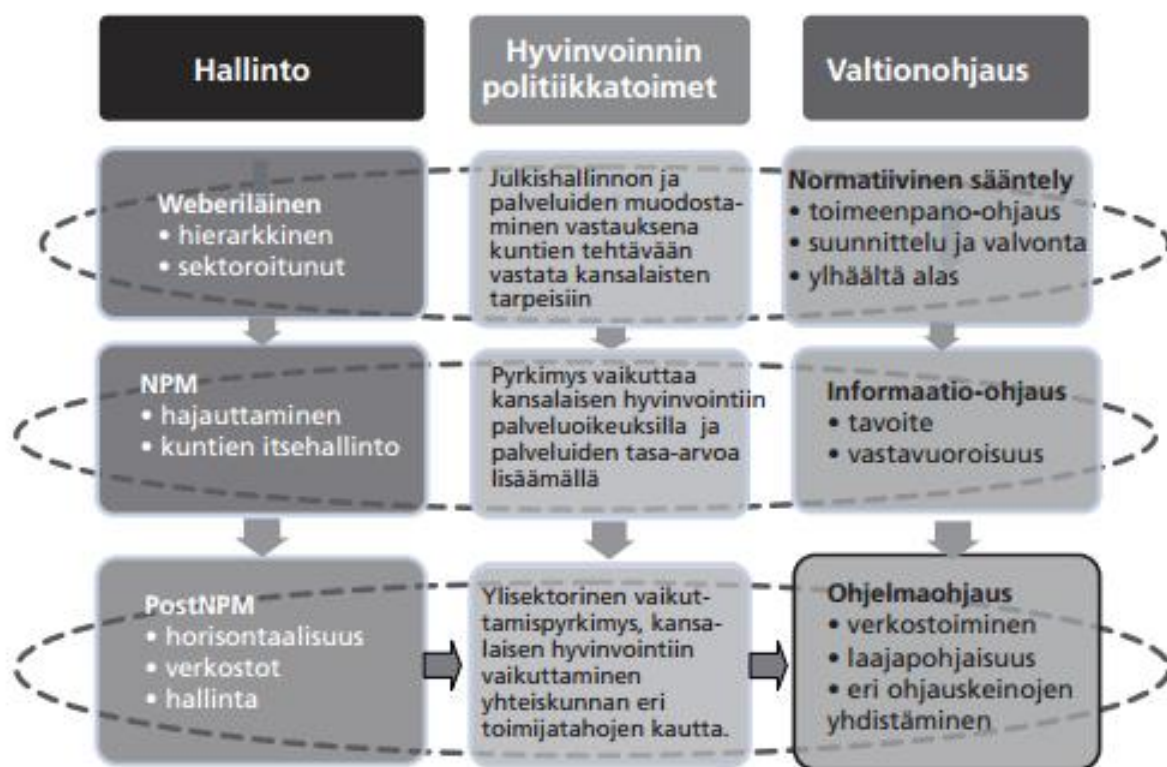 Hallinto
Hyvinvoinnin
politiikkatoimet
Valtionohjaus
Weberiläinen
• hierarkkinen
• sektoroitunut
Julkishallinnon ja
palveluiden muodosta-
minen vastauksena
kuntien tehtävään
vastata kansalaisten
tarpeisiin
Normatiivinen sääntely
• toimeenpano-ohjaus
• suunnittelu ja valvonta
• ylhäältä alas
NPM
• hajauttaminen
• kuntien itsehallinto
Pyrkimys vaikuttaa
kansalaisen hyvinvointiin
palveluoikeuksilla ja
palveluiden tasa-arvoa
lisäämällä
Informaatio-ohjaus
• tavoite
• vastavuoroisuus
PostNPM
• horisontaalisuus
• verkostot
• hallinta
Ylisektorinen vaikut-
tamispyrkimys, kansa-
laisen hyvinvointiin
vaikuttaminen
yhteiskunnan eri
toimijatahojen kautta.
Ohjelmaohjaus
• verkostoiminen
• laajapohjaisuus
• eri ohjauskeinojen
yhdistäminen